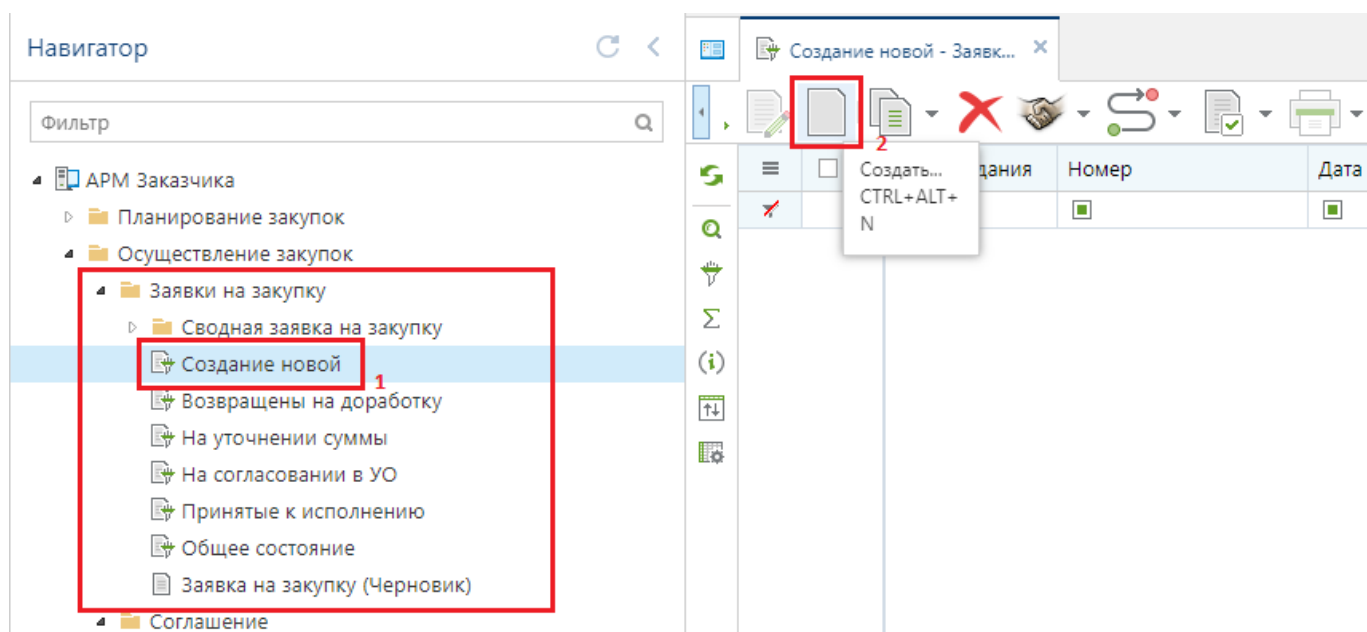 Навигатор
Фильтр
АРМ Заказчика
Планирование закупок
Осуществление закупок
Заявки на закупку
Сводная заявка на закупку
Создание новой
1
Возвращены на доработку
На уточнении суммы
На согласовании в УО
Принятые к исполнению
Общее состояние
Заявка на закупку (Черновик)
Соглашение
Создание новой - Заявк...
2
Создать...
CTRL+ALT+
N
дания Номер Дата